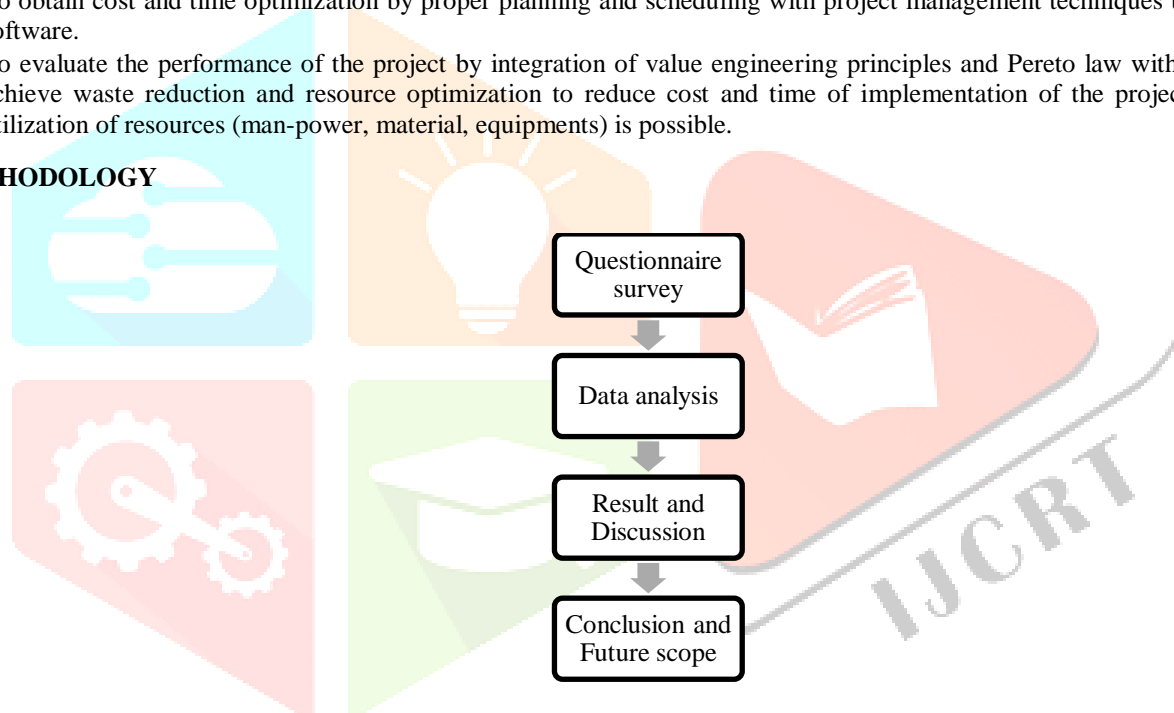 o obtain cost and time optimization by proper planning and scheduling with project management techniques
oftware.
o evaluate the performance of the project by integration of value engineering principles and Pereto law with
chieve waste reduction and resource optimization to reduce cost and time of implementation of the projec
tilization of resources (man-power, material, equipments) is possible.
HODOLOGY
Questionnaire
survey
Data analysis
Result and
Discussion
Conclusion and
Future scope
IJCRT